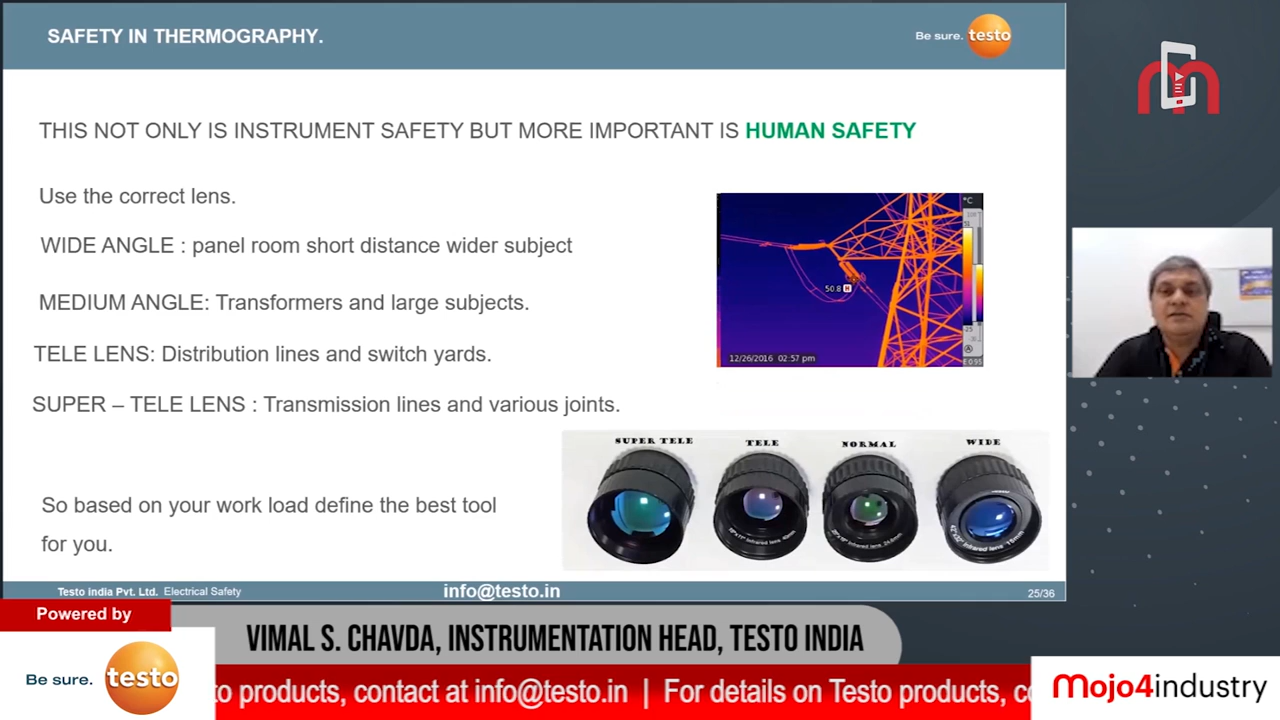 SAFETY IN THERMOGRAPHY.
Be sure. testo
THIS NOT ONLY IS INSTRUMENT SAFETY BUT MORE IMPORTANT IS HUMAN SAFETY
Use the correct lens.
WIDE ANGLE : panel room short distance wider subject
MEDIUM ANGLE: Transformers and large subjects.
TELE LENS: Distribution lines and switch yards.
SUPER – TELE LENS : Transmission lines and various joints.
°C
50.8 H
12/26/2016 02:57 pm
SUPER TELE TELE NORMAL WIDE
So based on your work load define the best tool
for you.
Testo india Pvt. Ltd. Electrical Safety info@testo.in 25/36
Powered by
VIMAL S. CHAVDA, INSTRUMENTATION HEAD, TESTO INDIA
Be sure. testo
to products, contact at info@testo.in | For details on Testo products, co
Mojo4industry